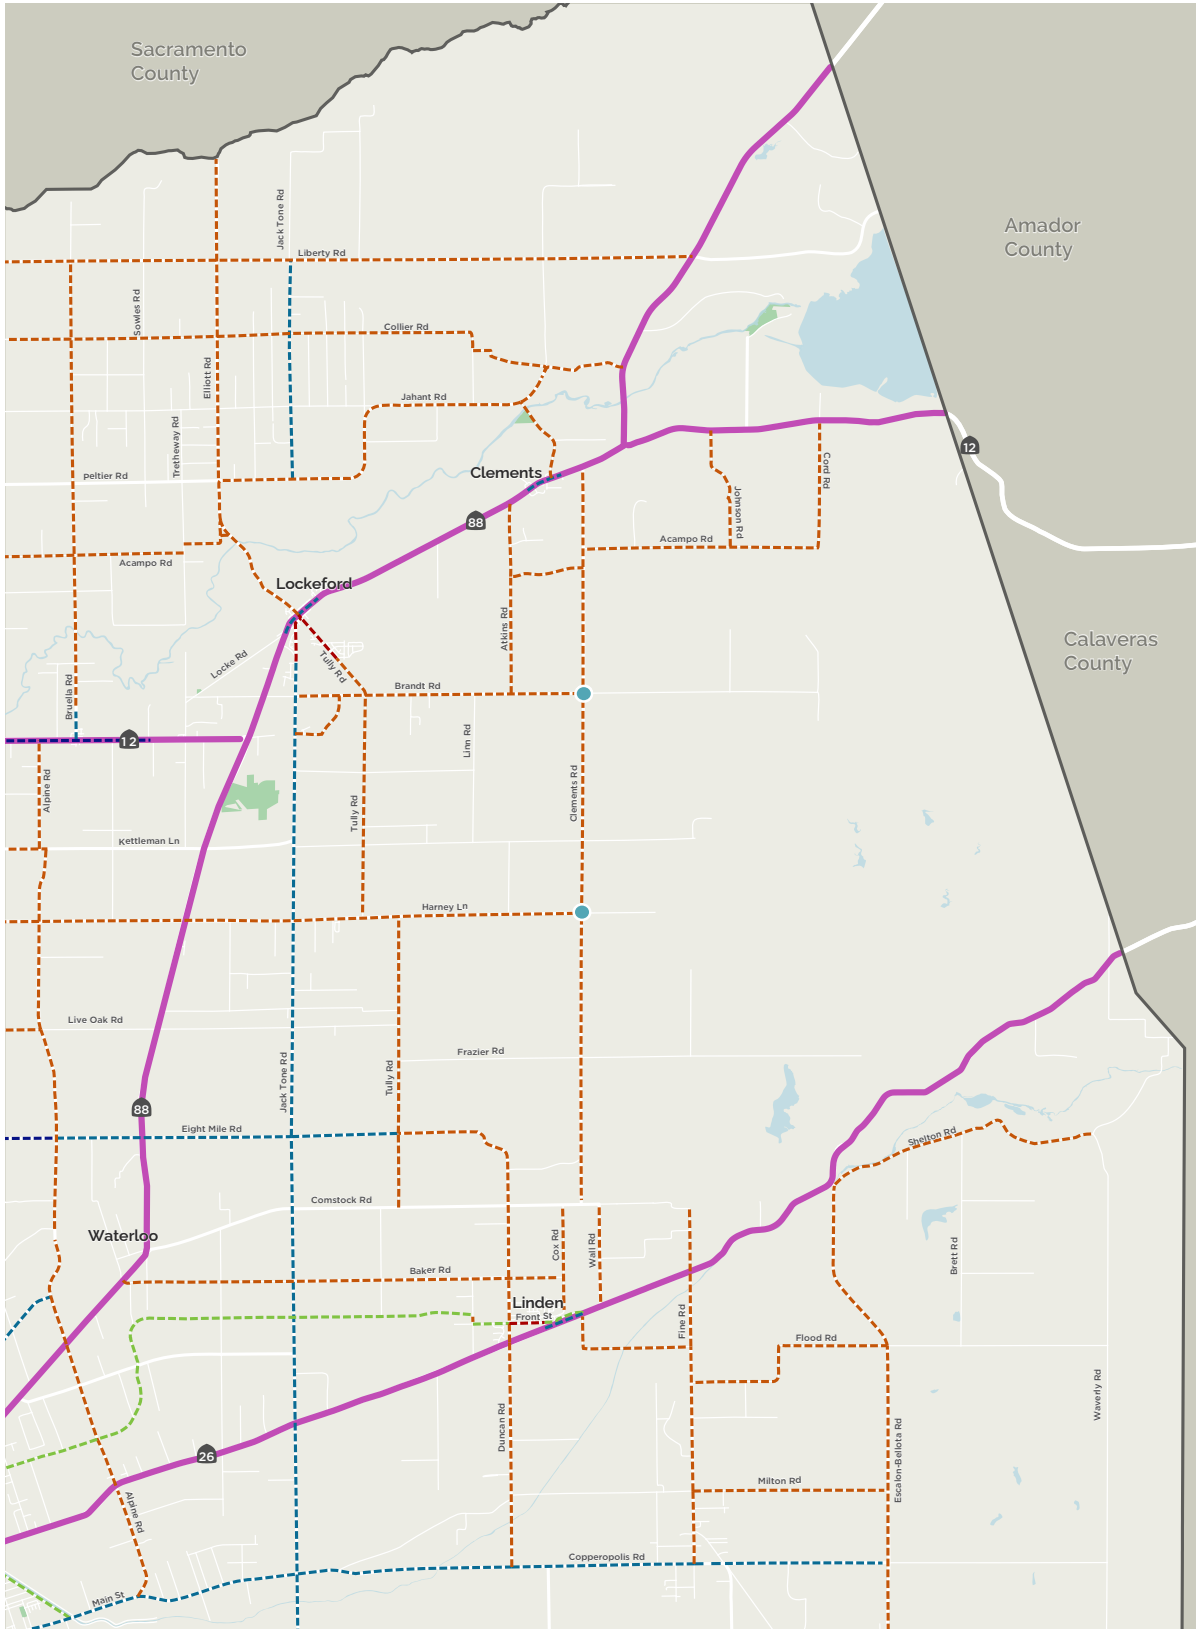 Sacramento
County
Amador
County
Jack Tone Rd
Liberty Rd
Sowles Rd
Collier Rd
Elliott Rd
Jahant Rd
Tretheway Rd
12
Peltier Rd
Clements
Cord Rd
Johnson Rd
88
Acampo Rd
Acampo Rd
Lockeford
Atkins Rd
Calaveras
County
Locke Rd
Tully Rd
Brandt Rd
Bruella Rd
12
Linn Rd
Alpine Rd
Clements Rd
Tully Rd
Kettleman Ln
Harney Ln
Live Oak Rd
Frazier Rd
Jack Tone Rd
Tully Rd
88
Eight Mile Rd
Shelton Rd
Comstock Rd
Waterloo
Cox Rd
Wall Rd
Brett Rd
Baker Rd
Linden
Front St
Fine Rd
Flood Rd
Waverly Rd
Duncan Rd
26
Escalon-Bellota Rd
Milton Rd
Alpine Rd
Copperopolis Rd
Main St